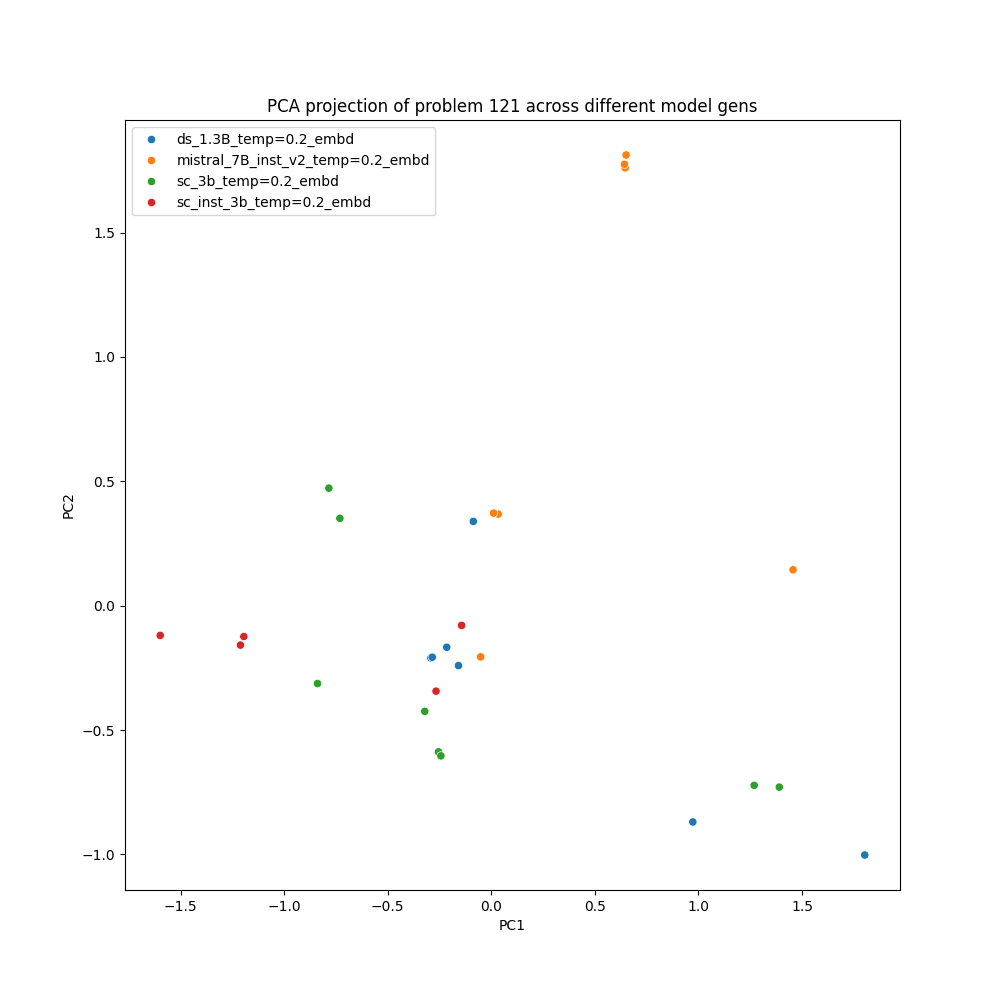 PCA projection of problem 121 across different model gens
ds_1.3B_temp=0.2_embd
mistral_7B_inst_v2_temp=0.2_embd
sc_3b_temp=0.2_embd
sc_inst_3b_temp=0.2_embd
PC2
1.5
1.0
0.5
0.0
−0.5
−1.0
−1.5 −1.0 −0.5 0.0 0.5 1.0 1.5
PC1